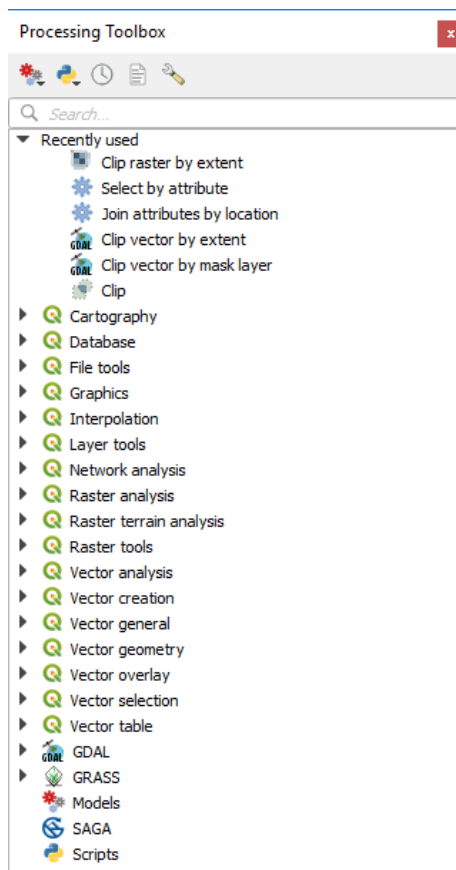 Processing Toolbox
x
Search...
Recently used
Clip raster by extent
Select by attribute
Join attributes by location
GDAL Clip vector by extent
GDAL Clip vector by mask layer
Clip
Cartography
Database
File tools
Graphics
Interpolation
Layer tools
Network analysis
Raster analysis
Raster terrain analysis
Raster tools
Vector analysis
Vector creation
Vector general
Vector geometry
Vector overlay
Vector selection
Vector table
GDAL GDAL
GRASS
Models
SAGA
Scripts